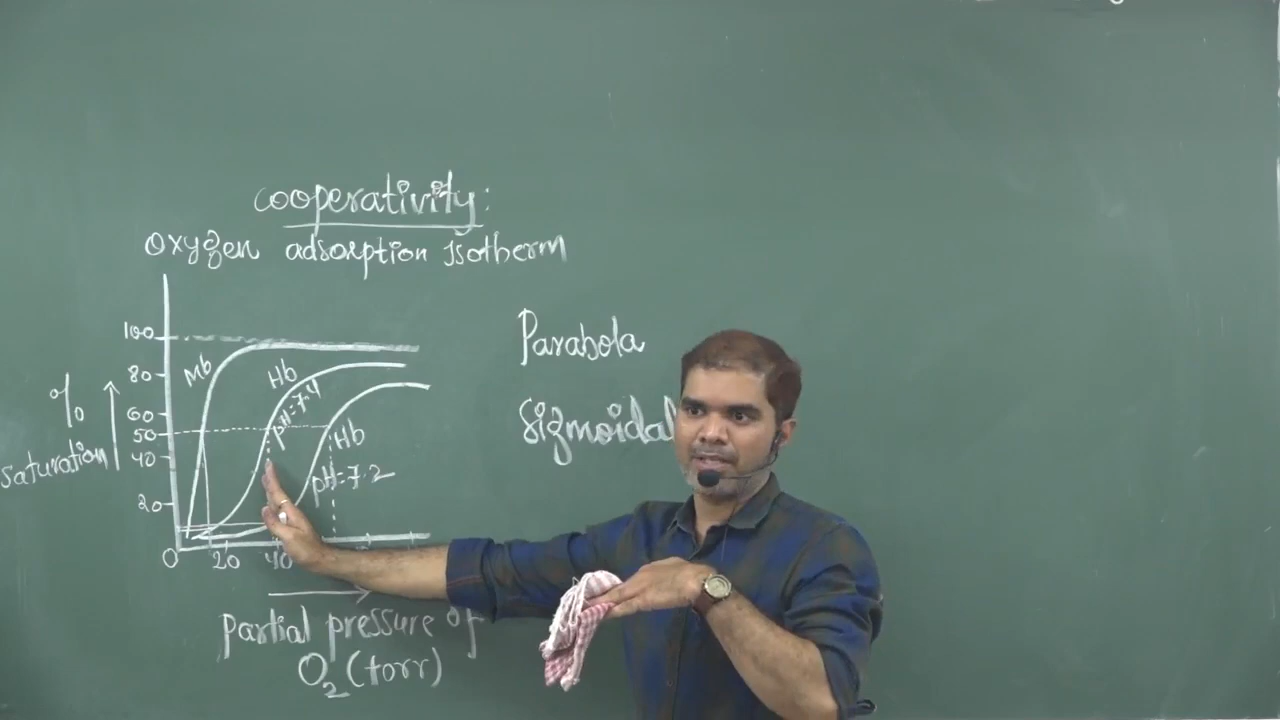 cooperativity:
Oxygen adsorption Isotherm
100
80
60
50
40
20
0
20
40
% saturation
Mb
Hb
pH=7.4
Hb
pH=7.2
Partial pressure of
O2 (torr)
Parabola
Sigmoidal